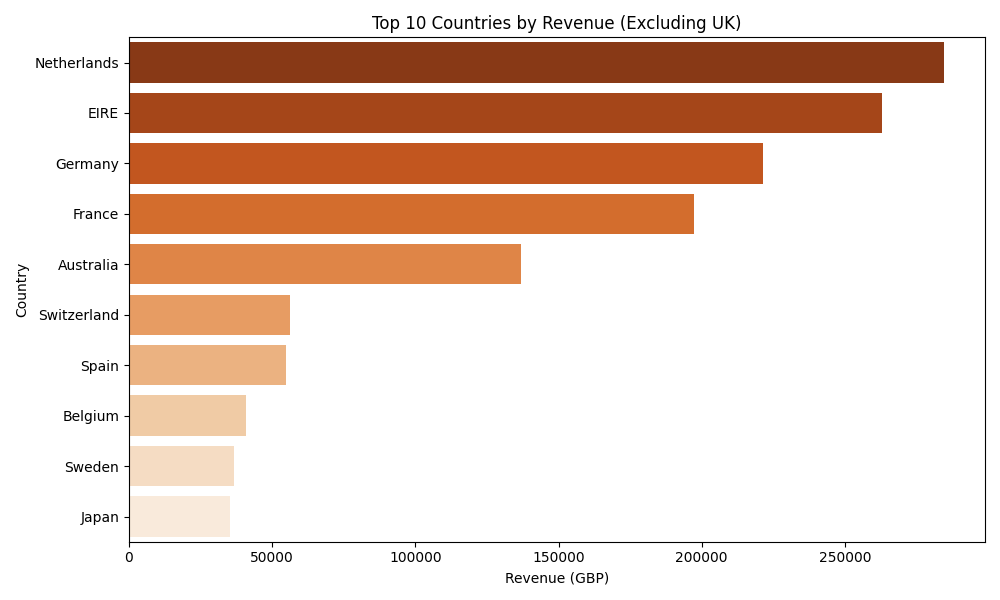 Top 10 Countries by Revenue (Excluding UK)
Country
Netherlands
EIRE
Germany
France
Australia
Switzerland
Spain
Belgium
Sweden
Japan
0 50000 100000 150000 200000 250000
Revenue (GBP)